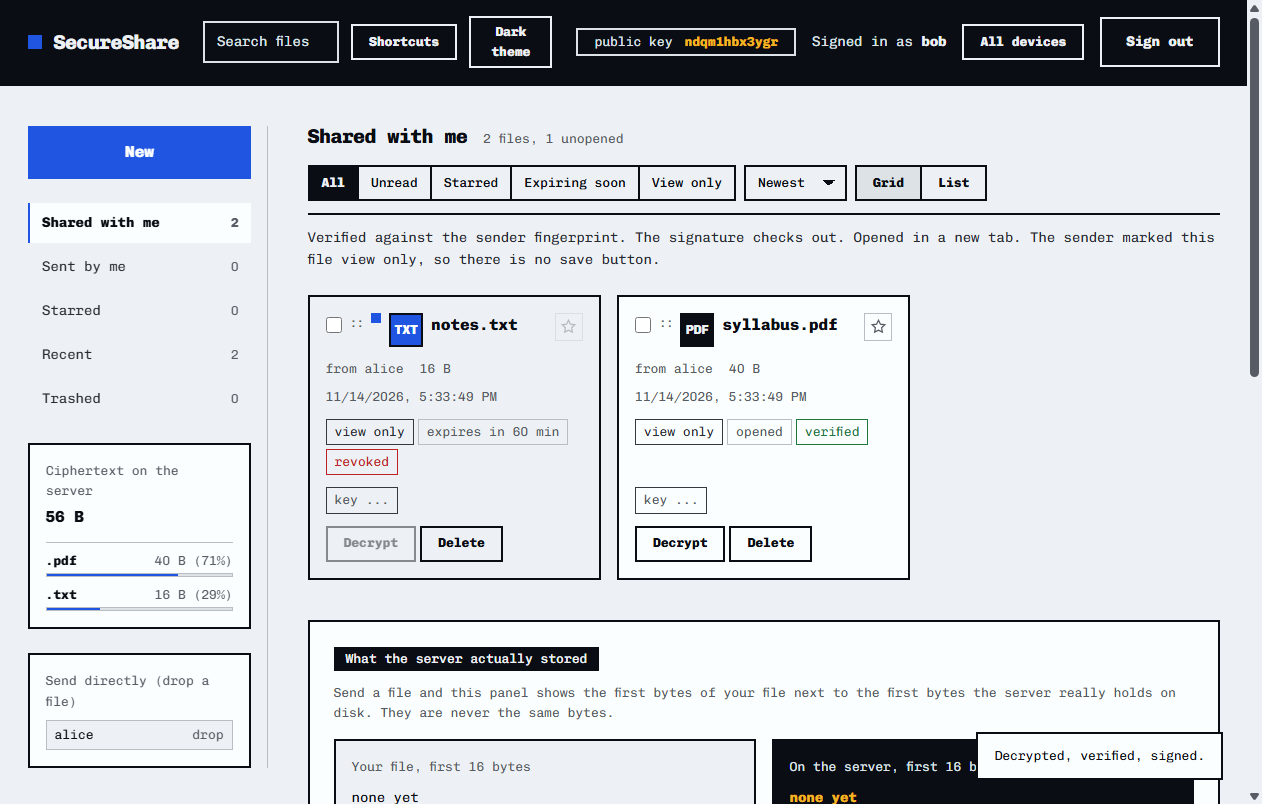 SecureShare
Search files
Shortcuts
Dark
theme
public key ndqm1hbx3ygr
Signed in as bob
All devices
Sign out
New
Shared with me 2
Sent by me 0
Starred 0
Recent 2
Trashed 0
Ciphertext on the
server
56 B
.pdf 40 B (71%)
.txt 16 B (29%)
Send directly (drop a
file)
alice drop
Shared with me 2 files, 1 unopened
All Unread Starred Expiring soon View only Newest Grid List
Verified against the sender fingerprint. The signature checks out. Opened in a new tab. The sender marked this
file view only, so there is no save button.
:: TXT notes.txt
from alice 16 B
11/14/2026, 5:33:49 PM
view only expires in 60 min
revoked
key ...
Decrypt Delete
:: PDF syllabus.pdf
from alice 40 B
11/14/2026, 5:33:49 PM
view only opened verified
key ...
Decrypt Delete
What the server actually stored
Send a file and this panel shows the first bytes of your file next to the first bytes the server really holds on
disk. They are never the same bytes.
Your file, first 16 bytes
none yet
On the server, first 16 b
none yet
Decrypted, verified, signed.